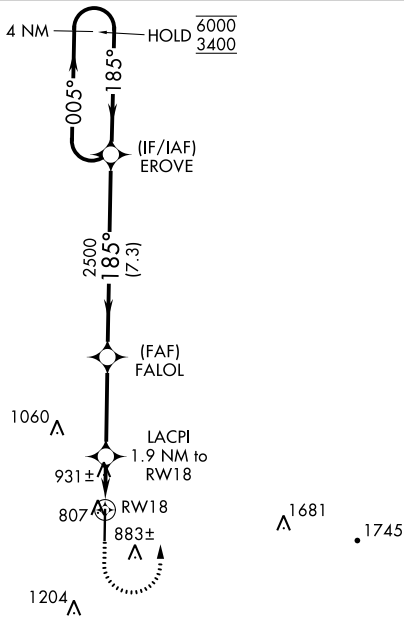 4 NM
HOLD
6000
3400
005°
185°
(IF/IAF)
EROVE
2500
185°
(7.3)
(FAF)
FALOL
1060
LACPI
1.9 NM to
RW18
931±
807
RW18
883±
1681
1745
1204